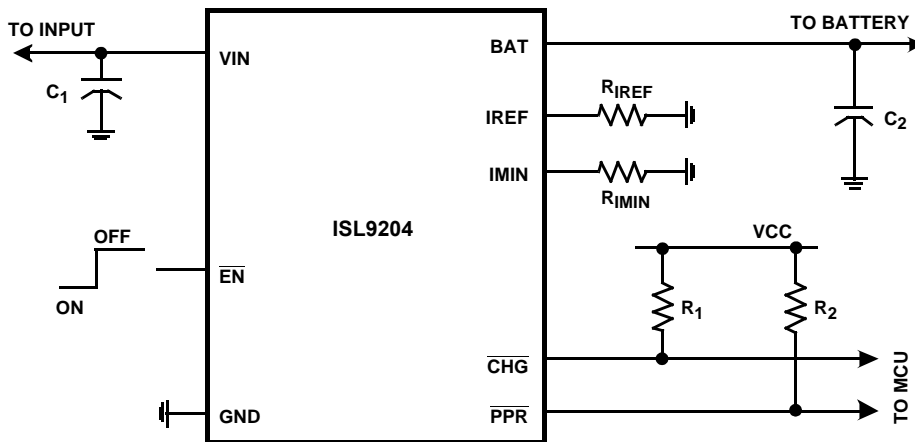 TO INPUT
TO BATTERY
VIN
BAT
C1
RIREF
IREF
C2
IMIN
RIMIN
ISL9204
OFF
VCC
EN
ON
R1
R2
CHG
GND
PPR
TO MCU